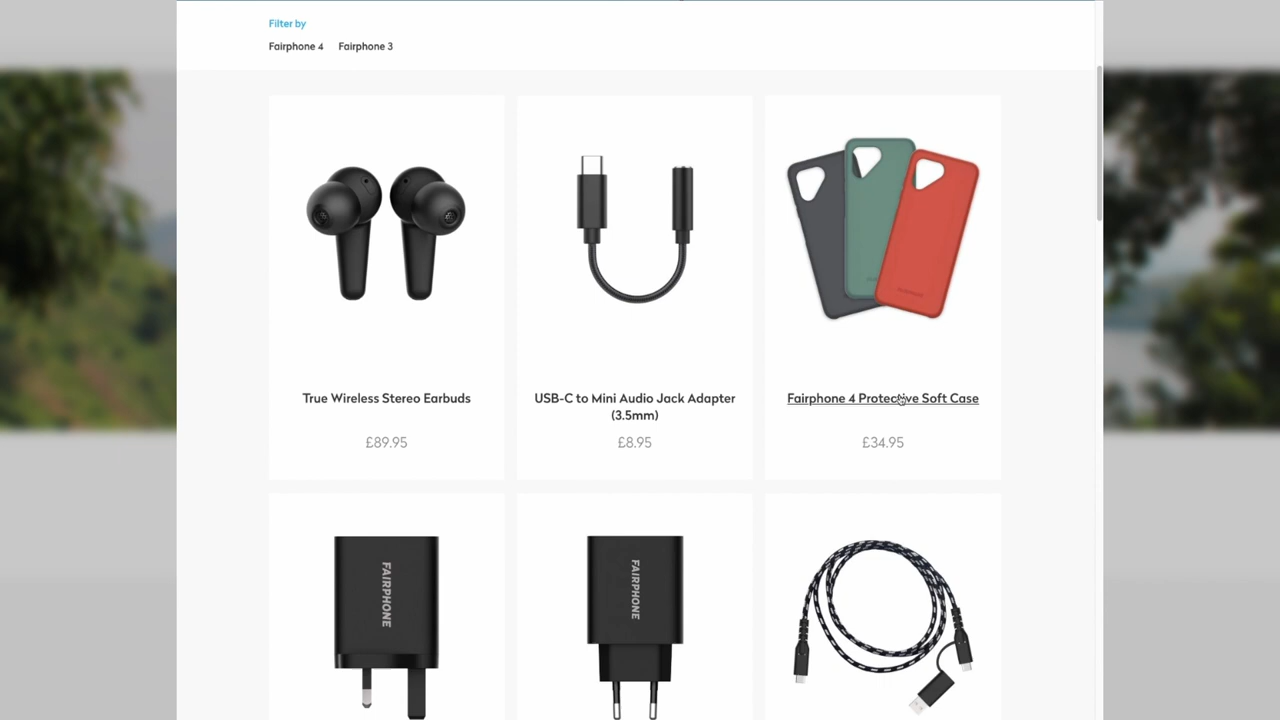 Filter by
Fairphone 4 Fairphone 3
True Wireless Stereo Earbuds
£89.95
USB-C to Mini Audio Jack Adapter
(3.5mm)
£8.95
Fairphone 4 Protective Soft Case
£34.95
FAIRPHONE
FAIRPHONE